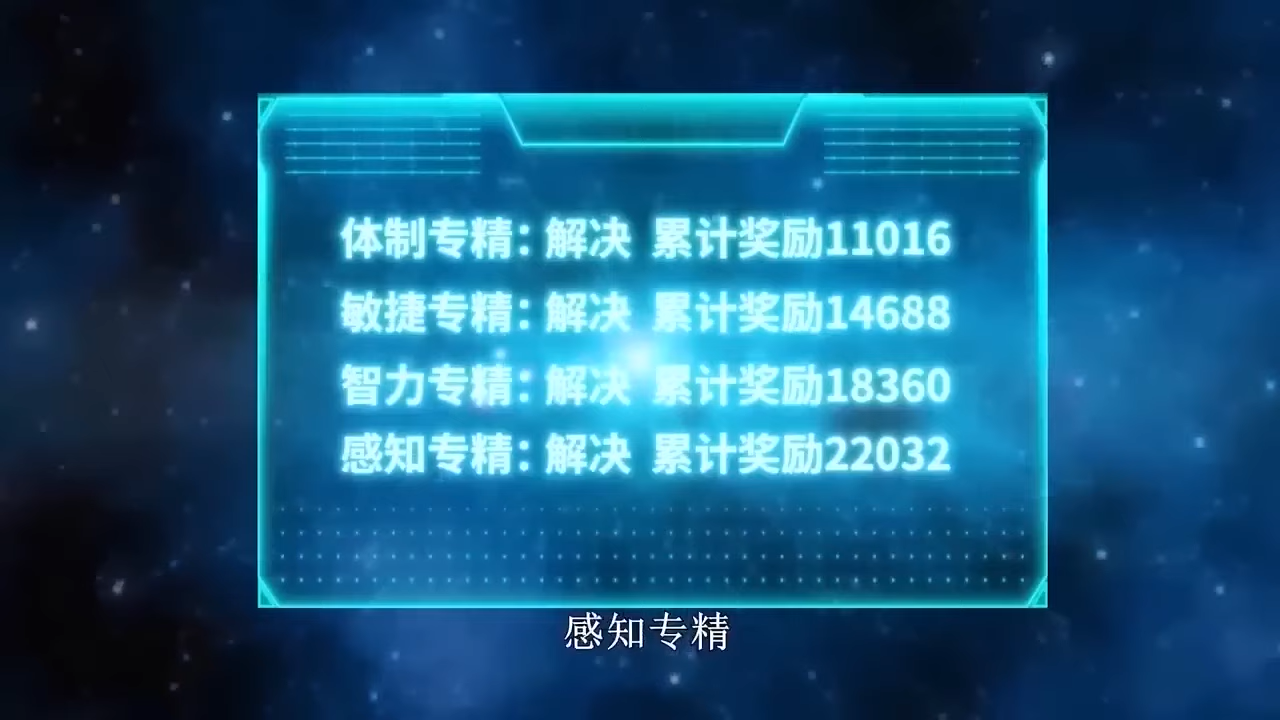 体制专精：解决 累计奖励11016
敏捷专精：解决 累计奖励14688
智力专精：解决 累计奖励18360
感知专精：解决 累计奖励22032
感知专精